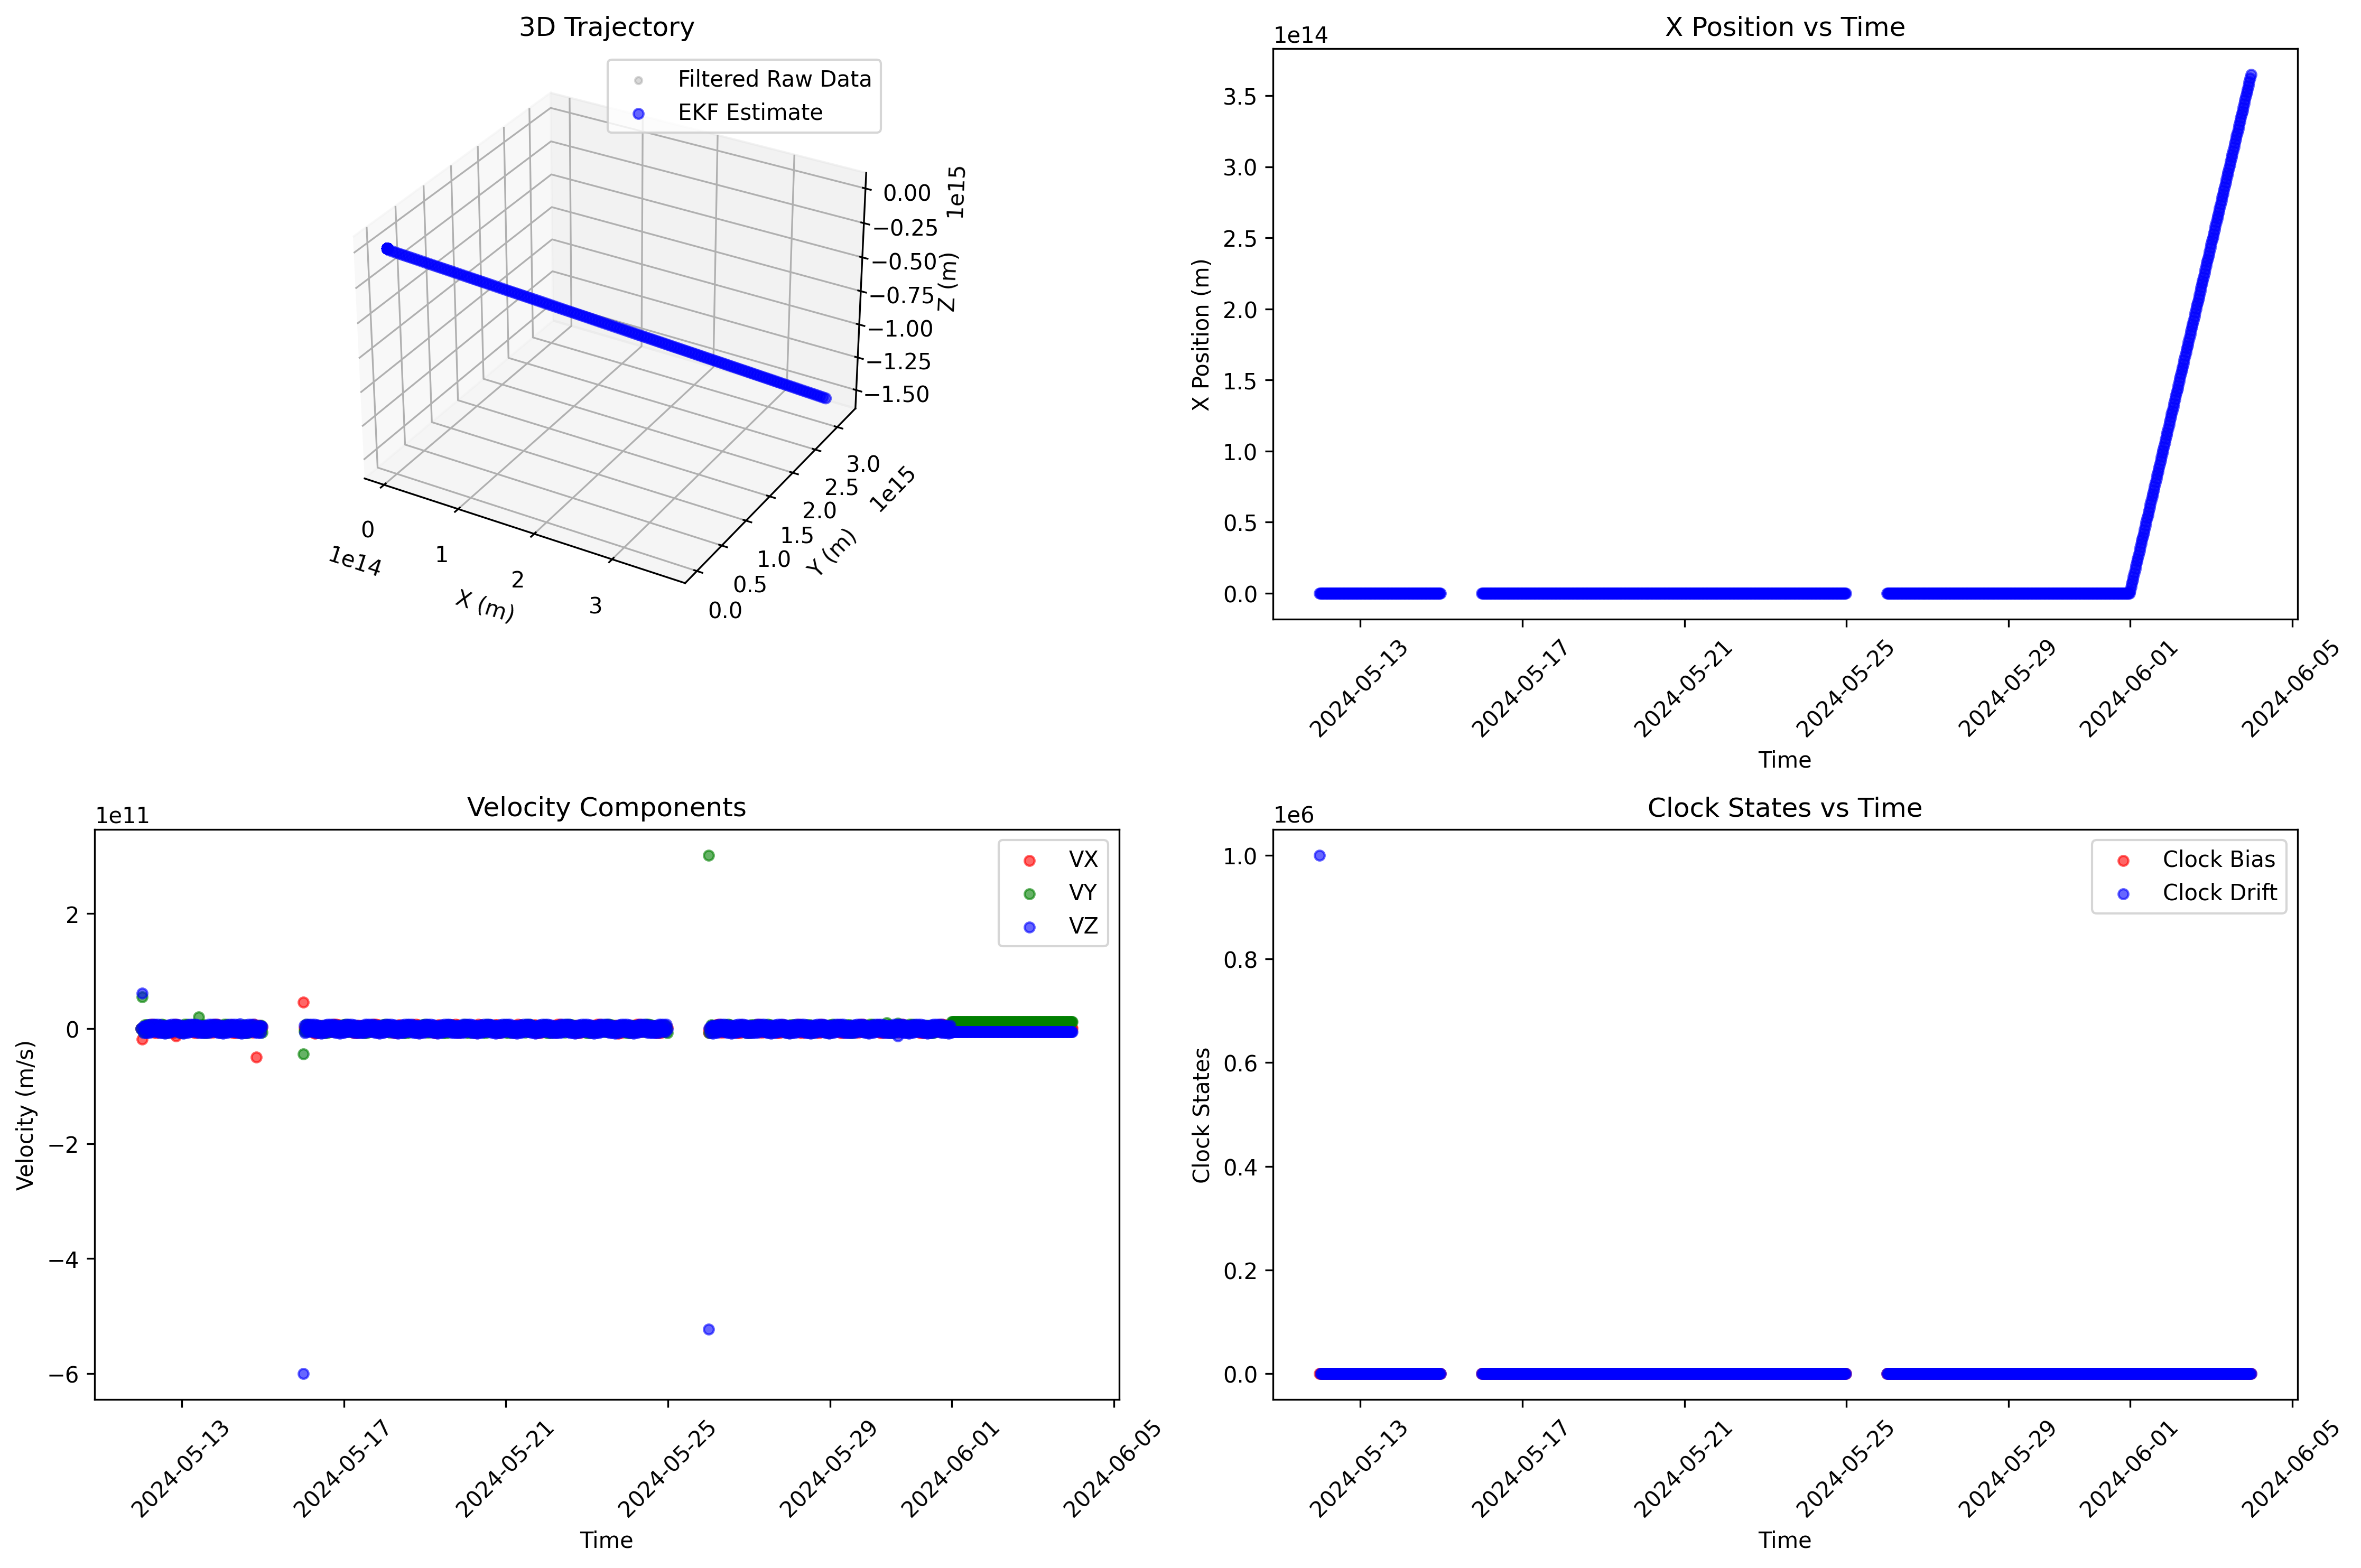 3D Trajectory
Filtered Raw Data
EKF Estimate
1e15
0.00
−0.25
−0.50
−0.75
−1.00
−1.25
−1.50
Z (m)
3.0
2.5
2.0
1.5
1.0
0.5
0.0
1e15
Y (m)
0
1
2
3
1e14
X (m)
X Position vs Time
1e14
3.5
3.0
2.5
2.0
1.5
1.0
0.5
0.0
X Position (m)
2024-05-13
2024-05-17
2024-05-21
2024-05-25
2024-05-29
2024-06-01
2024-06-05
Time
Velocity Components
1e11
VX
VY
VZ
2
0
−2
−4
−6
Velocity (m/s)
2024-05-13
2024-05-17
2024-05-21
2024-05-25
2024-05-29
2024-06-01
2024-06-05
Time
Clock States vs Time
1e6
Clock Bias
Clock Drift
1.0
0.8
0.6
0.4
0.2
0.0
Clock States
2024-05-13
2024-05-17
2024-05-21
2024-05-25
2024-05-29
2024-06-01
2024-06-05
Time